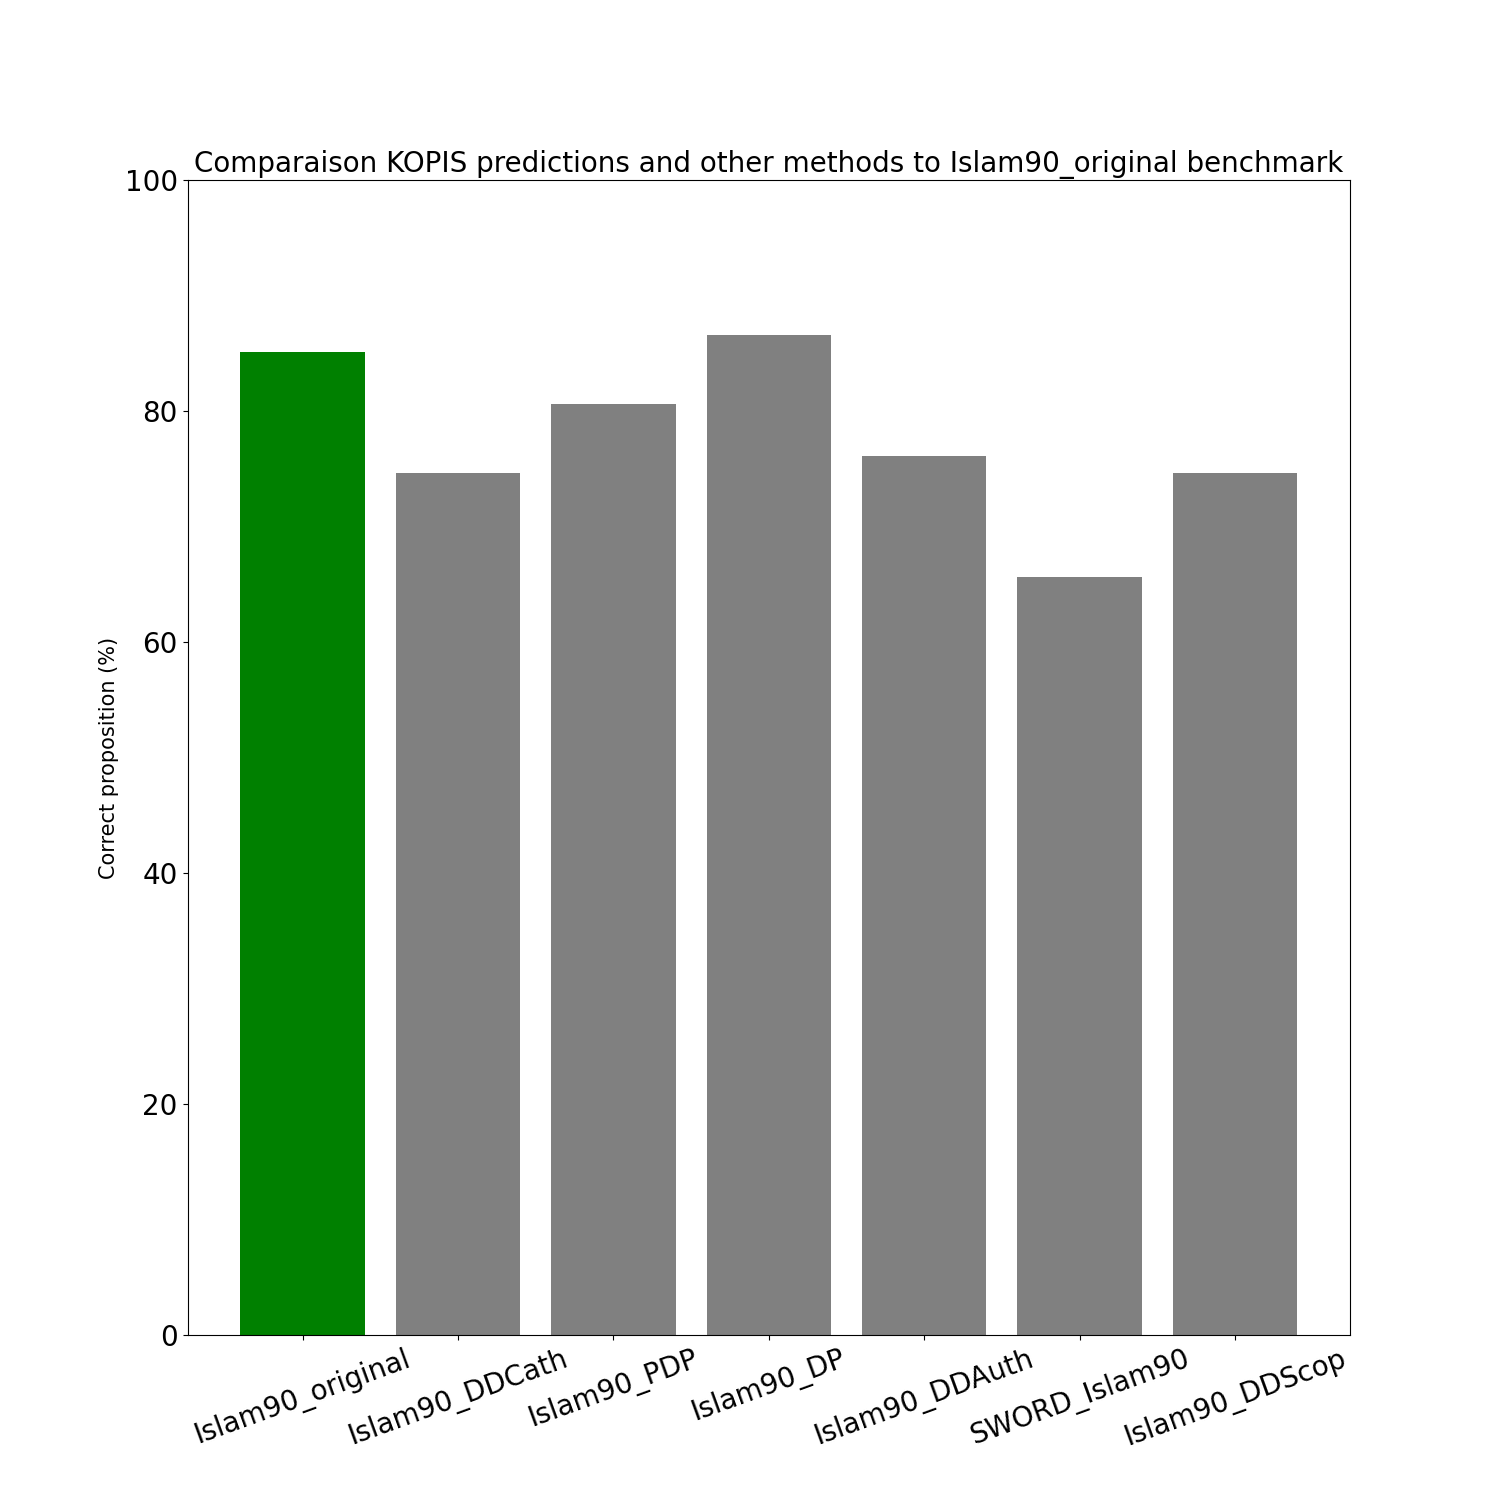 Comparaison KOPIS predictions and other methods to Islam90_original benchmark
100
80
60
40
20
0
Correct proposition (%)
Islam90_original
Islam90_DDCath
Islam90_PDP
Islam90_DP
Islam90_DDAuth
SWORD_Islam90
Islam90_DDScop